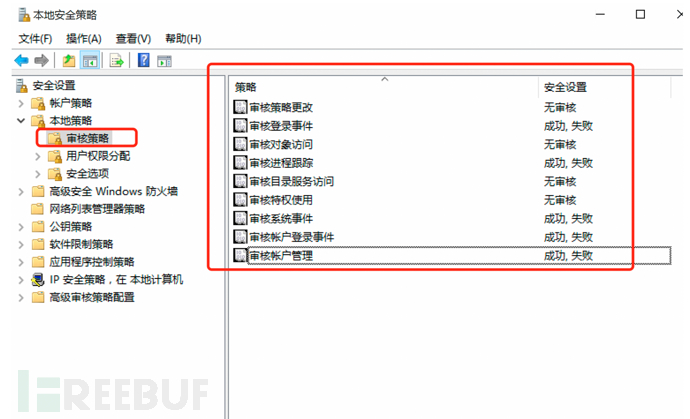 本地安全策略
文件(F) 操作(A) 查看(V) 帮助(H)
安全设置
帐户策略
本地策略
审核策略
用户权限分配
安全选项
高级安全 Windows 防火墙
网络列表管理器策略
公钥策略
软件限制策略
应用程序控制策略
IP 安全策略，在 本地计算机
高级审核策略配置
策略 安全设置
审核策略更改 无审核
审核登录事件 成功, 失败
审核对象访问 无审核
审核进程跟踪 成功, 失败
审核目录服务访问 无审核
审核特权使用 无审核
审核系统事件 成功, 失败
审核帐户登录事件 成功, 失败
审核帐户管理 成功, 失败
FREEBUF